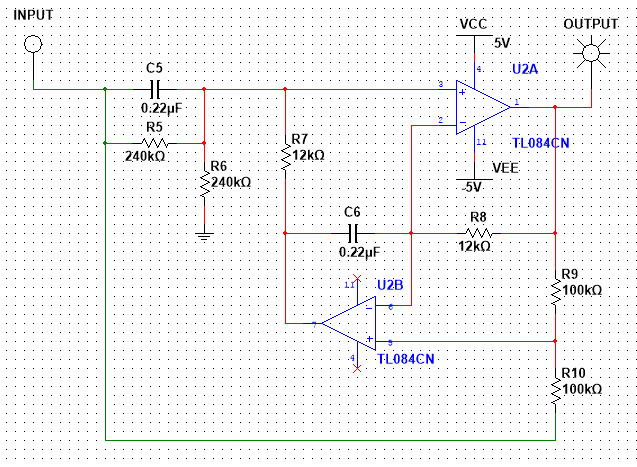 INPUT
VCC
OUTPUT
5V
C5
4
U2A
3
1
0.22µF
2
R5
11
TL084CN
240kΩ
R7
12kΩ
R6
240kΩ
VEE
-5V
C6
R8
0.22µF
12kΩ
R9
100kΩ
11
U2B
6
7
5
4
TL084CN
R10
100kΩ